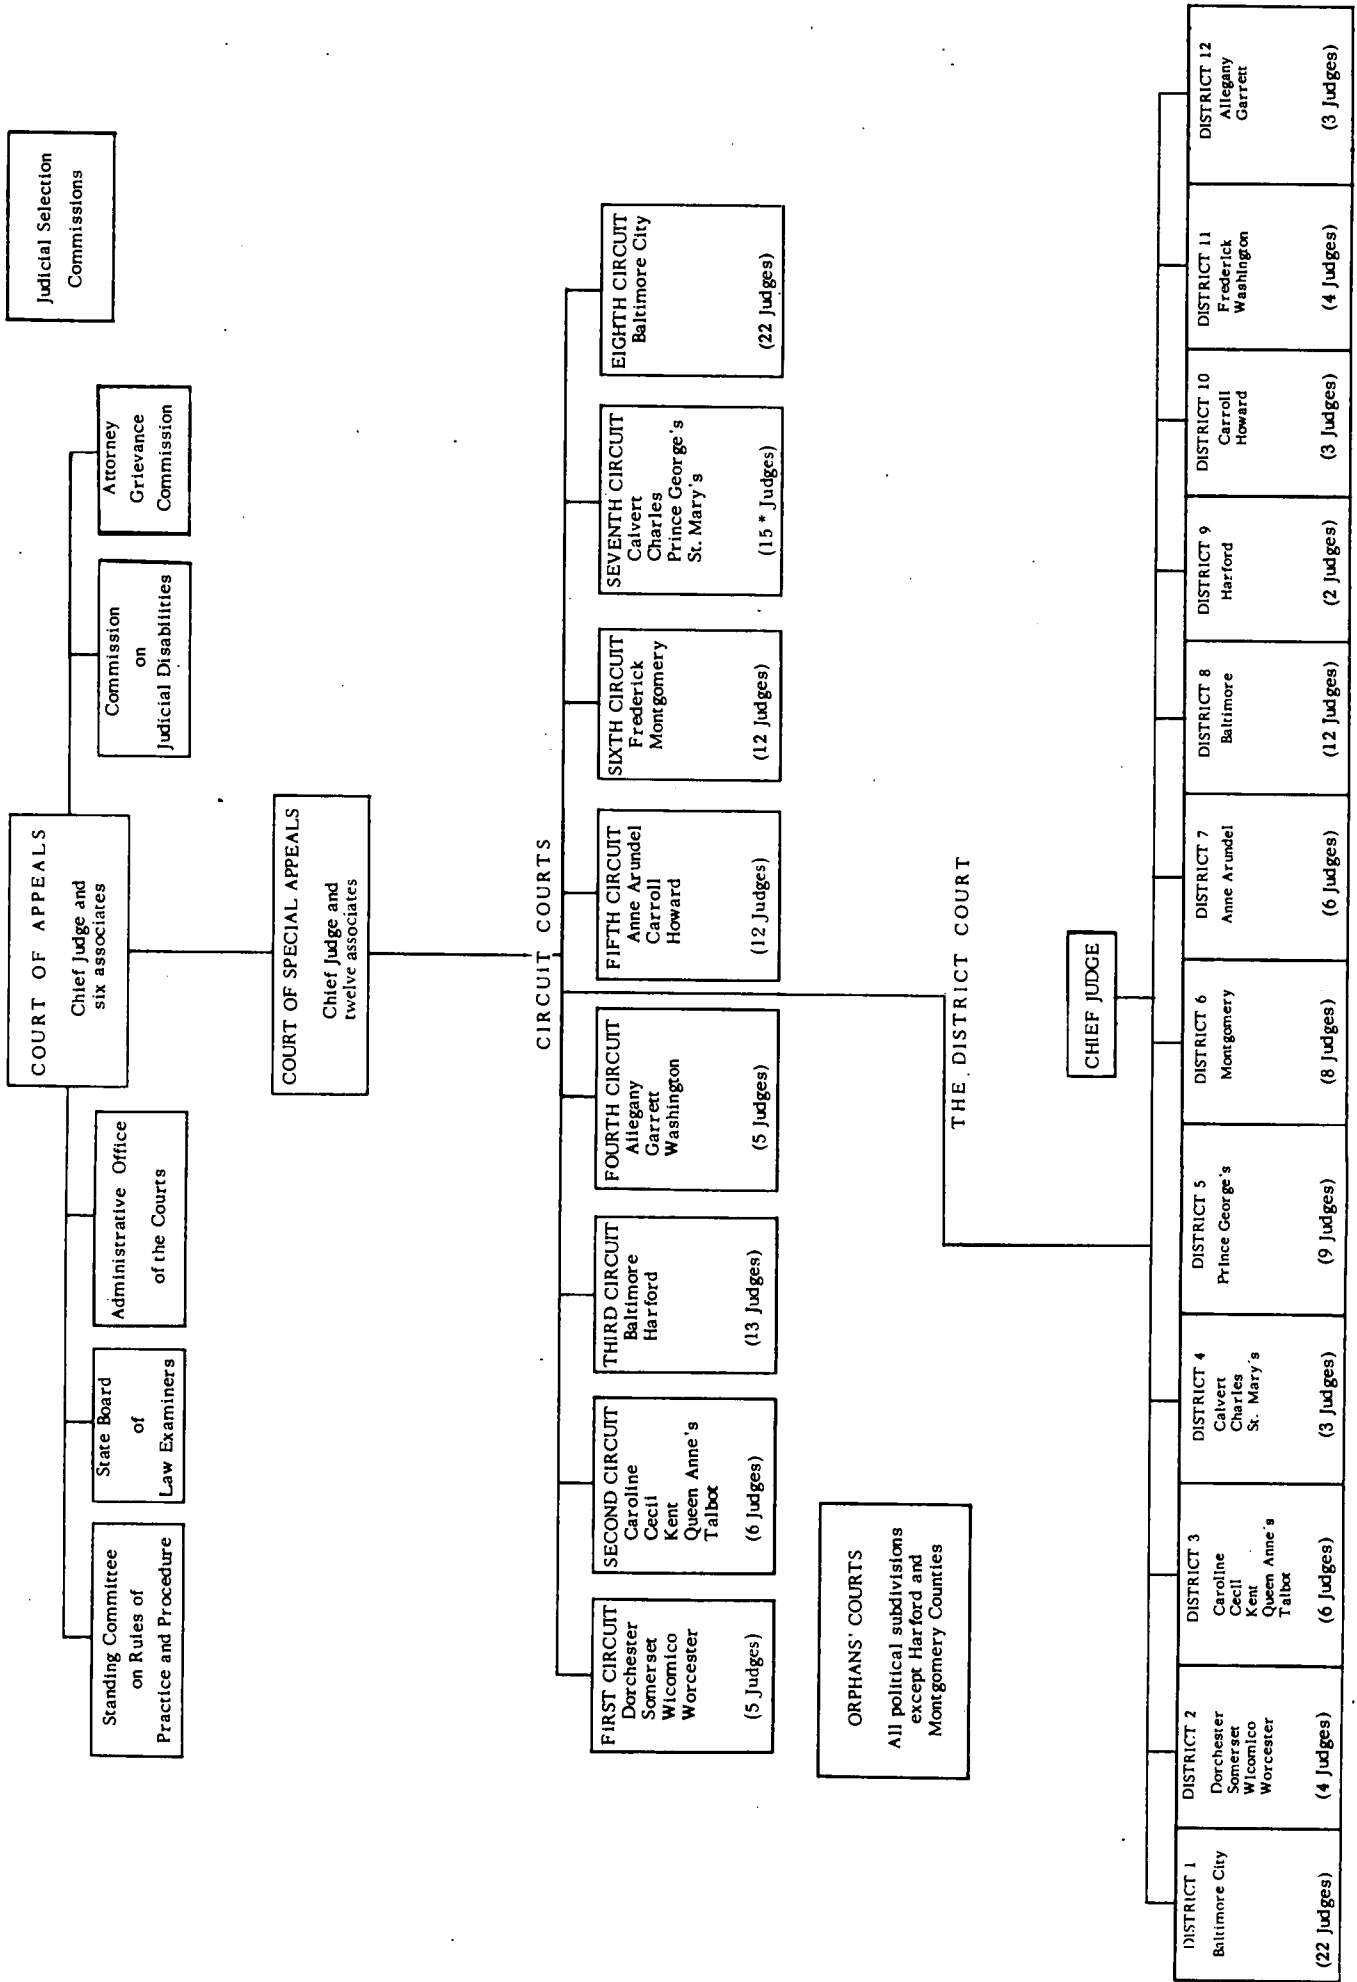 Judicial Selection
Commissions
COURT OF APPEALS
Chief Judge and
six associates
Standing Committee
on Rules of
Practice and Procedure
State Board
of
Law Examiners
Administrative Office
of the Courts
Commission
on
Judicial Disabilities
Attorney
Grievance
Commission
COURT OF SPECIAL APPEALS
Chief Judge and
twelve associates
CIRCUIT COURTS
FIRST CIRCUIT
Dorchester
Somerset
Wicomico
Worcester
(5 Judges)
SECOND CIRCUIT
Caroline
Cecil
Kent
Queen Anne's
Talbot
(6 Judges)
THIRD CIRCUIT
Baltimore
Harford
(13 Judges)
FOURTH CIRCUIT
Allegany
Garrett
Washington
(5 Judges)
FIFTH CIRCUIT
Anne Arundel
Carroll
Howard
(12 Judges)
SIXTH CIRCUIT
Frederick
Montgomery
(12 Judges)
SEVENTH CIRCUIT
Calvert
Charles
Prince George's
St. Mary's
(15 * Judges)
EIGHTH CIRCUIT
Baltimore City
(22 Judges)
ORPHANS' COURTS
All political subdivisions
except Harford and
Montgomery Counties
THE DISTRICT COURT
CHIEF JUDGE
DISTRICT 1
Baltimore City
(22 Judges)
DISTRICT 2
Dorchester
Somerset
Wicomico
Worcester
(4 Judges)
DISTRICT 3
Caroline
Cecil
Kent
Queen Anne's
Talbot
(6 Judges)
DISTRICT 4
Calvert
Charles
St. Mary's
(3 Judges)
DISTRICT 5
Prince George's
(9 Judges)
DISTRICT 6
Montgomery
(8 Judges)
DISTRICT 7
Anne Arundel
(6 Judges)
DISTRICT 8
Baltimore
(12 Judges)
DISTRICT 9
Harford
(2 Judges)
DISTRICT 10
Carroll
Howard
(3 Judges)
DISTRICT 11
Frederick
Washington
(4 Judges)
DISTRICT 12
Allegany
Garrett
(3 Judges)